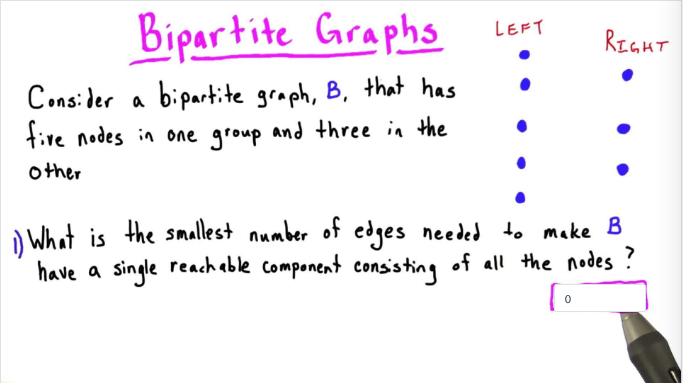 Bipartite Graphs
LEFT
RIGHT
Consider a bipartite graph, B, that has
five nodes in one group and three in the
other
1) What is the smallest number of edges needed to make B
have a single reachable component consisting of all the nodes?
0